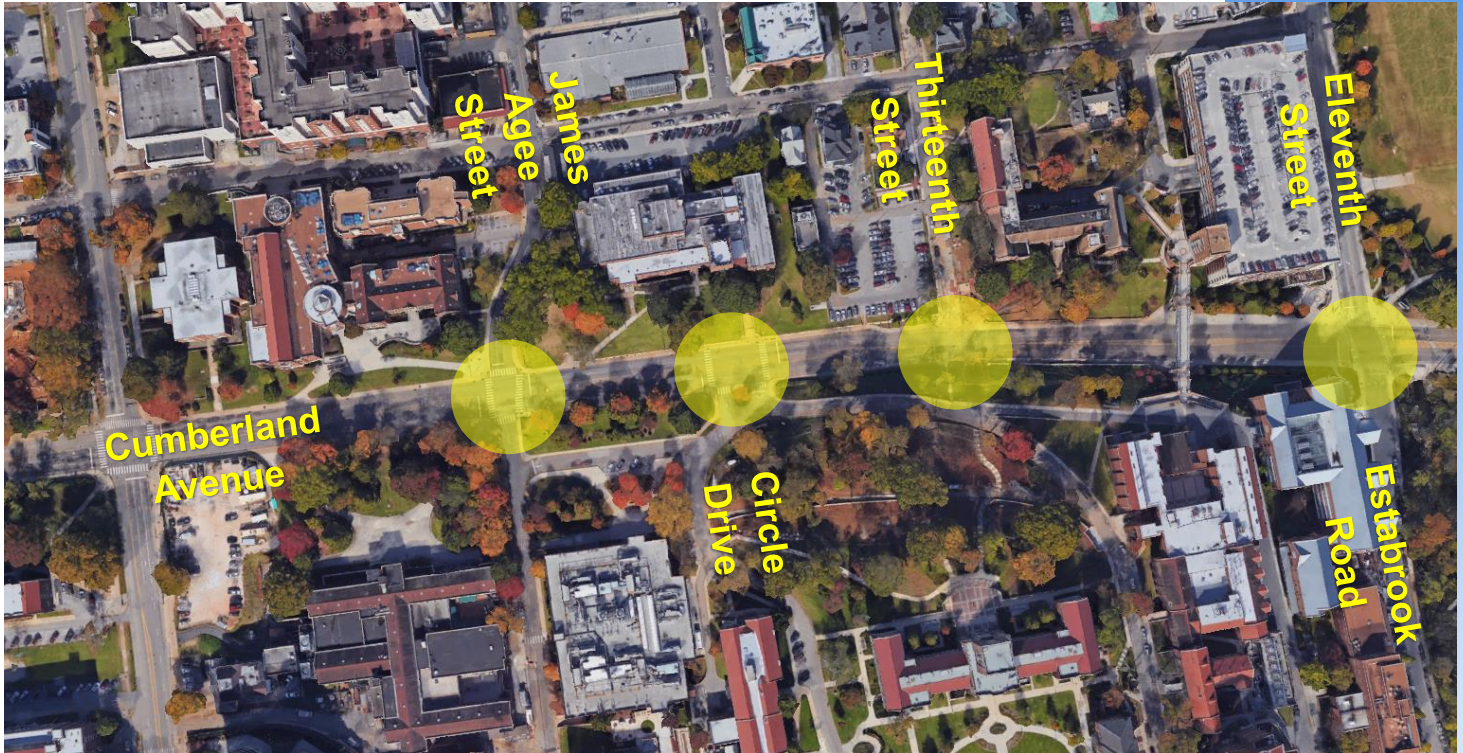 James
Agee
Street
Thirteenth
Street
Eleventh
Street
Cumberland
Avenue
Circle
Drive
Estabrook
Road